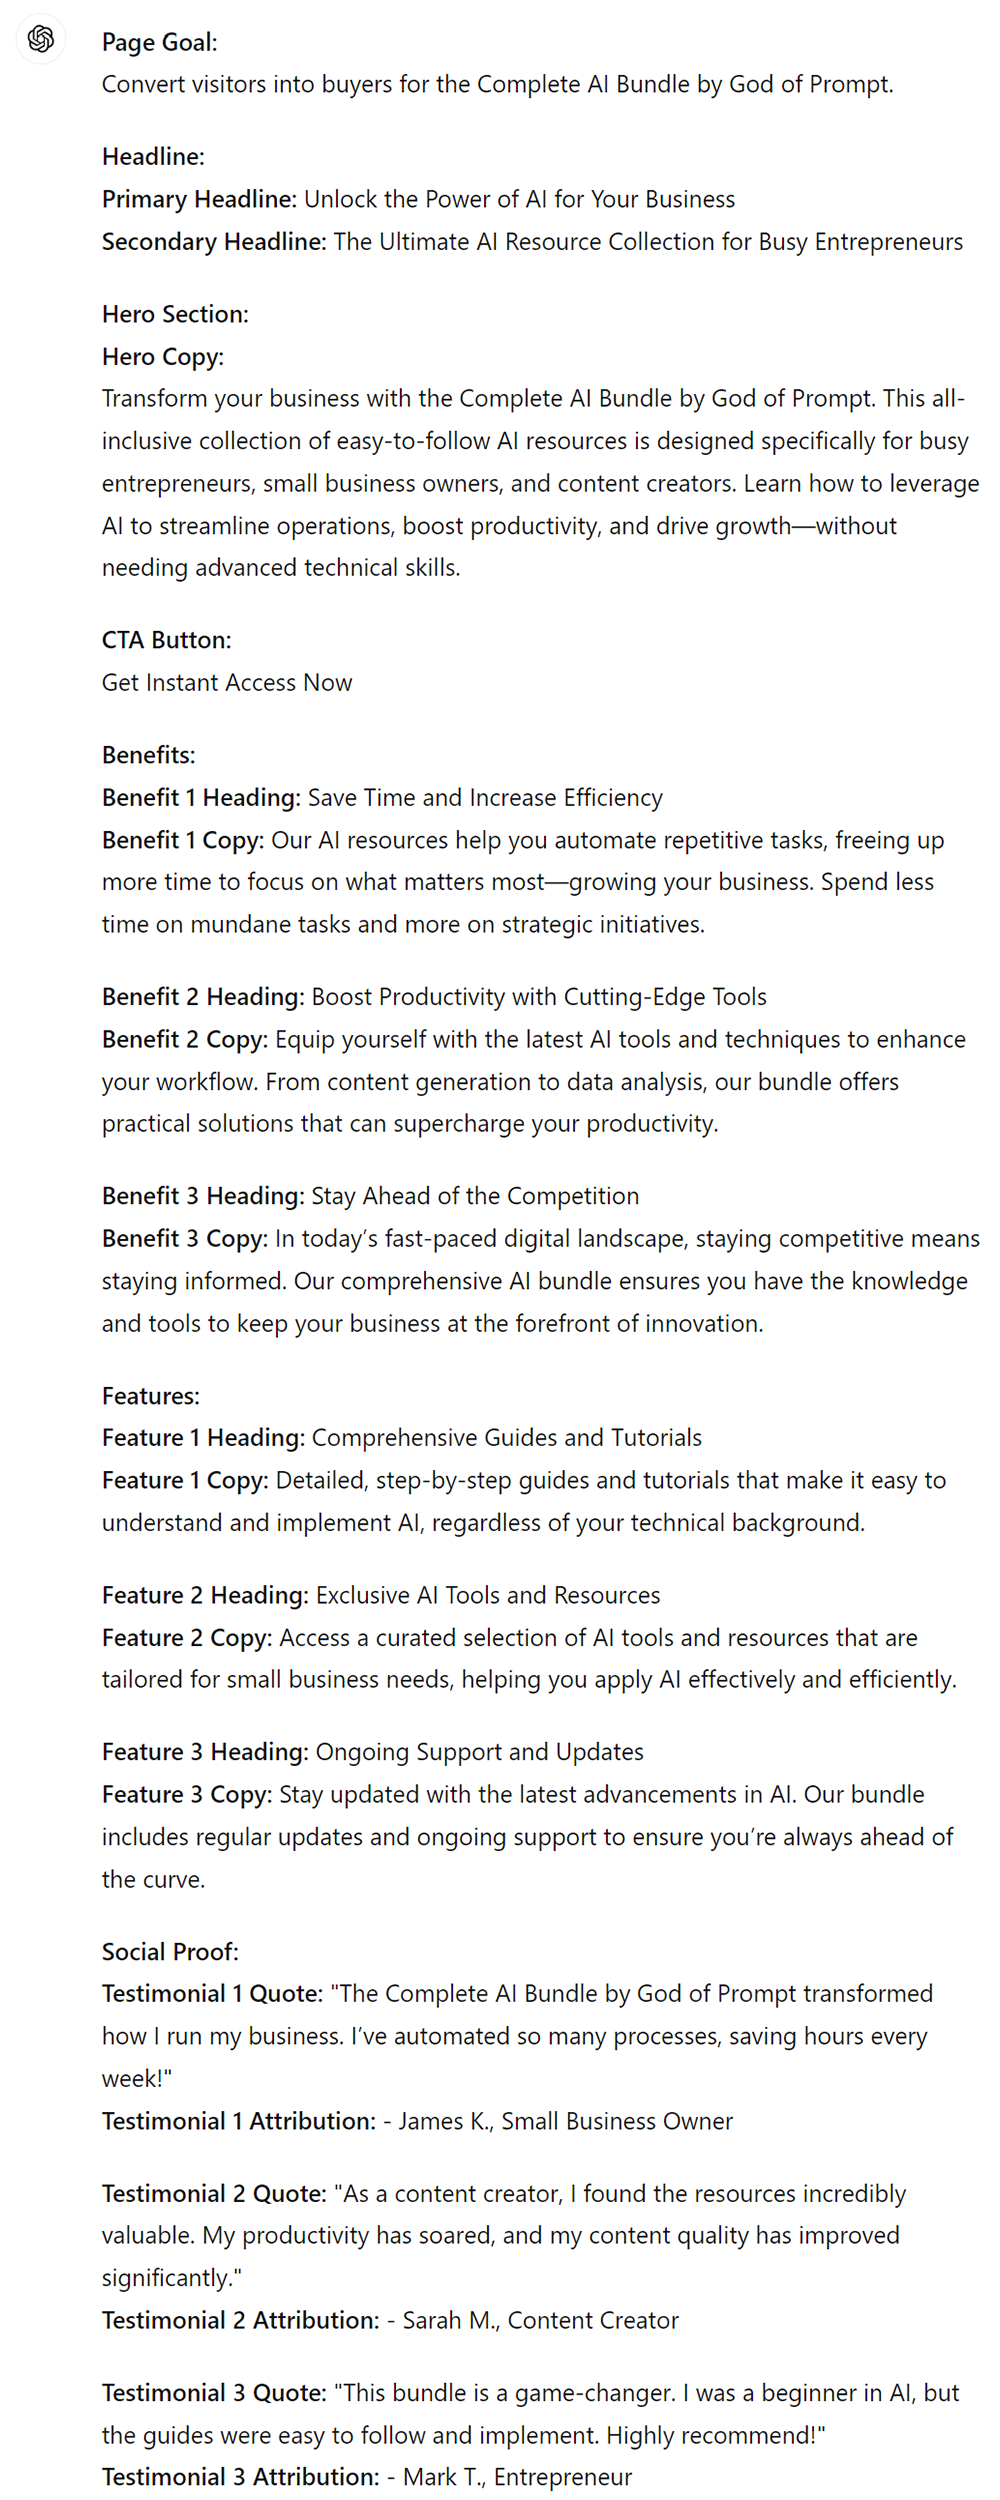 Page Goal:
Convert visitors into buyers for the Complete AI Bundle by God of Prompt.
Headline:
Primary Headline: Unlock the Power of AI for Your Business
Secondary Headline: The Ultimate AI Resource Collection for Busy Entrepreneurs
Hero Section:
Hero Copy:
Transform your business with the Complete AI Bundle by God of Prompt. This all-
inclusive collection of easy-to-follow AI resources is designed specifically for busy
entrepreneurs, small business owners, and content creators. Learn how to leverage
AI to streamline operations, boost productivity, and drive growth—without
needing advanced technical skills.
CTA Button:
Get Instant Access Now
Benefits:
Benefit 1 Heading: Save Time and Increase Efficiency
Benefit 1 Copy: Our AI resources help you automate repetitive tasks, freeing up
more time to focus on what matters most—growing your business. Spend less
time on mundane tasks and more on strategic initiatives.
Benefit 2 Heading: Boost Productivity with Cutting-Edge Tools
Benefit 2 Copy: Equip yourself with the latest AI tools and techniques to enhance
your workflow. From content generation to data analysis, our bundle offers
practical solutions that can supercharge your productivity.
Benefit 3 Heading: Stay Ahead of the Competition
Benefit 3 Copy: In today’s fast-paced digital landscape, staying competitive means
staying informed. Our comprehensive AI bundle ensures you have the knowledge
and tools to keep your business at the forefront of innovation.
Features:
Feature 1 Heading: Comprehensive Guides and Tutorials
Feature 1 Copy: Detailed, step-by-step guides and tutorials that make it easy to
understand and implement AI, regardless of your technical background.
Feature 2 Heading: Exclusive AI Tools and Resources
Feature 2 Copy: Access a curated selection of AI tools and resources that are
tailored for small business needs, helping you apply AI effectively and efficiently.
Feature 3 Heading: Ongoing Support and Updates
Feature 3 Copy: Stay updated with the latest advancements in AI. Our bundle
includes regular updates and ongoing support to ensure you’re always ahead of
the curve.
Social Proof:
Testimonial 1 Quote: "The Complete AI Bundle by God of Prompt transformed
how I run my business. I’ve automated so many processes, saving hours every
week!"
Testimonial 1 Attribution: - James K., Small Business Owner
Testimonial 2 Quote: "As a content creator, I found the resources incredibly
valuable. My productivity has soared, and my content quality has improved
significantly."
Testimonial 2 Attribution: - Sarah M., Content Creator
Testimonial 3 Quote: "This bundle is a game-changer. I was a beginner in AI, but
the guides were easy to follow and implement. Highly recommend!"
Testimonial 3 Attribution: - Mark T., Entrepreneur